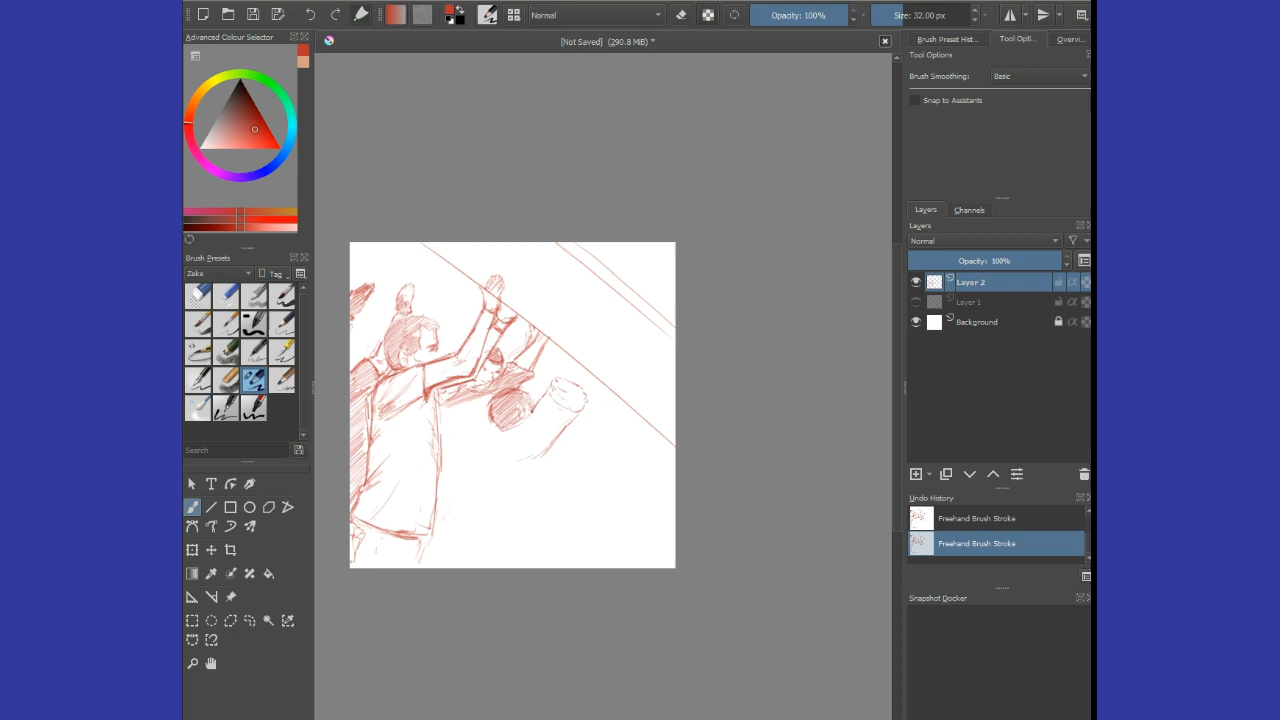 Normal
Opacity: 100%
Size: 32.00 px
Advanced Colour Selector
[Not Saved] (290.8 MiB) *
Brush Preset Hist...
Tool Opti...
Overvi...
Tool Options
Brush Smoothing:
Basic
Snap to Assistants
Layers
Channels
Layers
Normal
Opacity: 100%
Layer 2
Layer 1
Background
Brush Presets
Zeke
Tag
Search
Undo History
Freehand Brush Stroke
Freehand Brush Stroke
Snapshot Docker